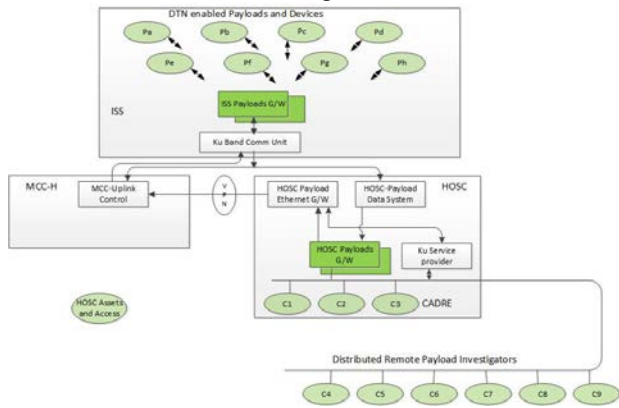 DTN enabled Payloads and Devices
Pa
Pb
Pc
Pd
Pe
Pf
Pg
Ph
ISS Payloads G/W
ISS
Ku Band Comm Unit
MCC-H
MCC-Uplink
Control
V
P
N
HOSC Payload
Ethernet G/W
HOSC-Payload
Data System
HOSC
HOSC Payloads
G/W
Ku Service
provider
C1
C2
C3
CADRE
HOSC Assets
and Access
Distributed Remote Payload Investigators
C4
C5
C6
C7
C8
C9